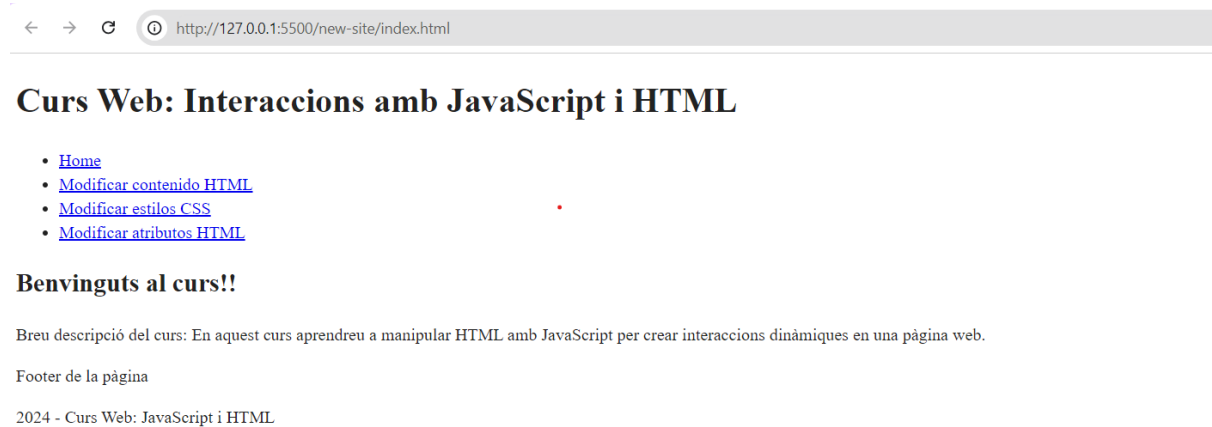 http://127.0.0.1:5500/new-site/index.html
Curs Web: Interaccions amb JavaScript i HTML
Home
Modificar contenido HTML
Modificar estilos CSS
Modificar atributos HTML
Benvinguts al curs!!
Breu descripció del curs: En aquest curs aprendreu a manipular HTML amb JavaScript per crear interaccions dinàmiques en una pàgina web.
Footer de la pàgina
2024 - Curs Web: JavaScript i HTML